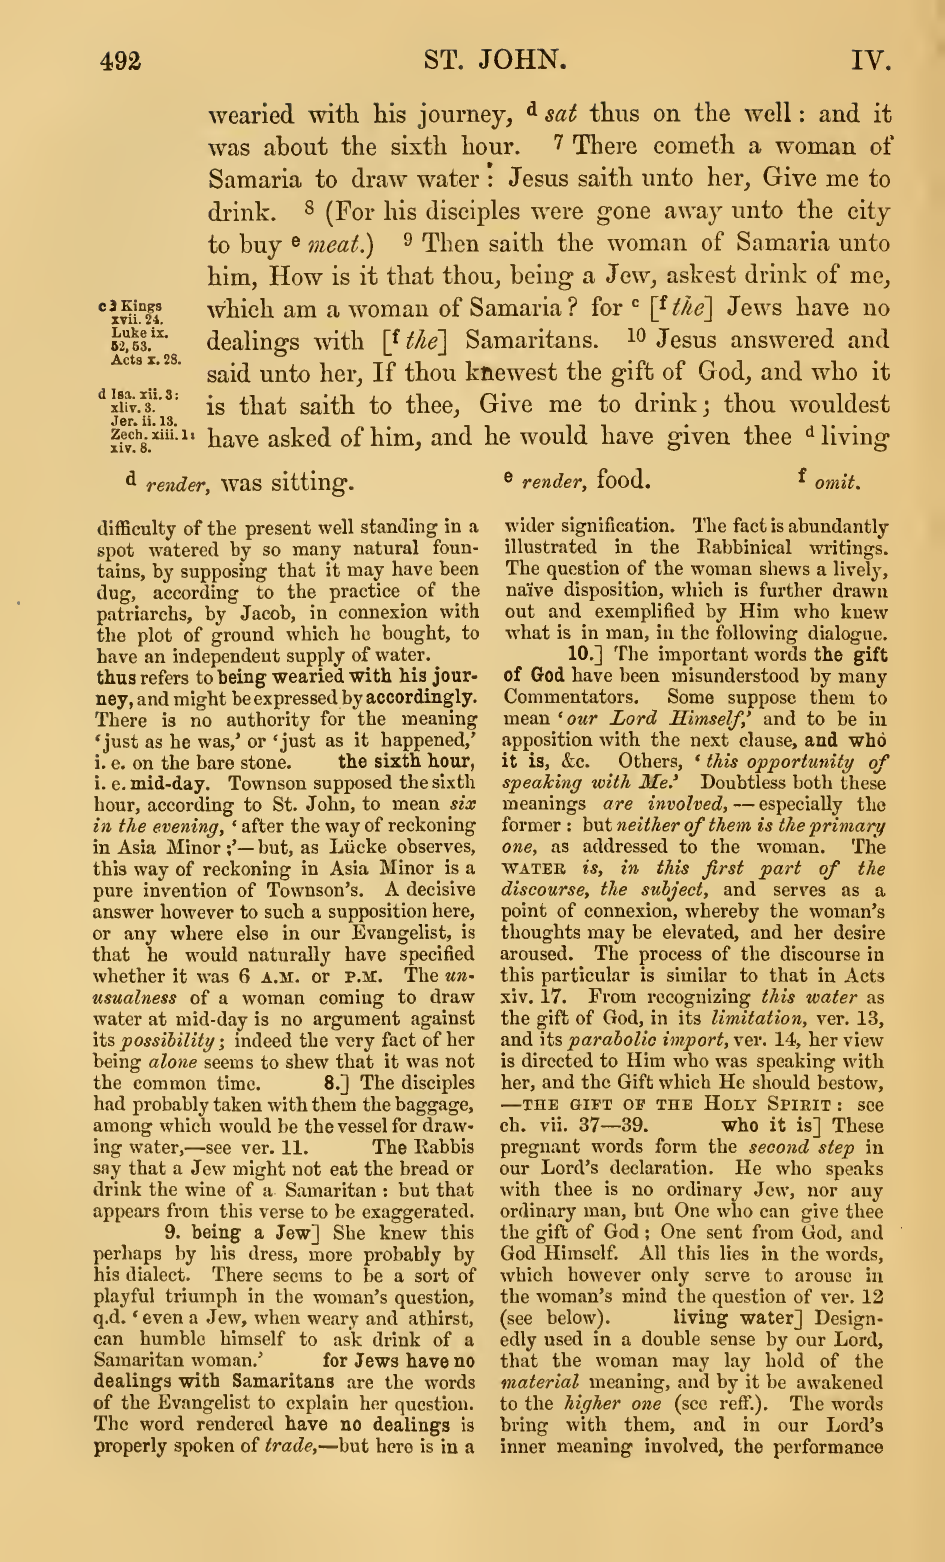 492 ST. JOHN. IV.
wearied with his journey, d sat thus on the well : and it
was about the sixth hour. 7 There cometh a woman of
Samaria to draw water : Jesus saith unto her, Give me to
drink. 8 (For his disciples were gone away unto the city
to buy e meat.) 9 Then saith the woman of Samaria unto
him, How is it that thou, being a Jew, askest drink of me,
which am a woman of Samaria ? for c [f the] Jews have no
dealings with [f the] Samaritans. 10 Jesus answered and
said unto her, If thou knewest the gift of God, and who it
is that saith to thee, Give me to drink ; thou wouldest
have asked of him, and he would have given thee d living
c 2 Kings
xvii. 24.
Luke ix.
52, 53.
Acts x. 28.
d Isa. xii. 3 :
xliv. 3.
Jer. ii. 13.
Zech. xiii. 1 :
xiv. 8.
d render, was sitting. e render, food. f omit.
difficulty of the present well standing in a
spot watered by so many natural foun-
tains, by supposing that it may have been
dug, according to the practice of the
patriarchs, by Jacob, in connexion with
the plot of ground which he bought, to
have an independent supply of water.
thus refers to being wearied with his jour-
ney, and might be expressed by accordingly.
There is no authority for the meaning
‘just as he was,’ or ‘just as it happened,’
i. e. on the bare stone. the sixth hour,
i. e. mid-day. Townson supposed the sixth
hour, according to St. John, to mean six
in the evening, ‘ after the way of reckoning
in Asia Minor ;’—but, as Lücke observes,
this way of reckoning in Asia Minor is a
pure invention of Townson's. A decisive
answer however to such a supposition here,
or any where else in our Evangelist, is
that he would naturally have specified
whether it was 6 A.M. or P.M. The un-
usualness of a woman coming to draw
water at mid-day is no argument against
its possibility ; indeed the very fact of her
being alone seems to shew that it was not
the common time. 8.] The disciples
had probably taken with them the baggage,
among which would be the vessel for draw-
ing water,—see ver. 11. The Rabbis
say that a Jew might not eat the bread or
drink the wine of a Samaritan : but that
appears from this verse to be exaggerated.
9. being a Jew] She knew this
perhaps by his dress, more probably by
his dialect. There seems to be a sort of
playful triumph in the woman's question,
q.d. ‘ even a Jew, when weary and athirst,
can humble himself to ask drink of a
Samaritan woman.’ for Jews have no
dealings with Samaritans are the words
of the Evangelist to explain her question.
The word rendered have no dealings is
properly spoken of trade,—but here is in a
wider signification. The fact is abundantly
illustrated in the Rabbinical writings.
The question of the woman shews a lively,
naïve disposition, which is further drawn
out and exemplified by Him who knew
what is in man, in the following dialogue.
10.] The important words the gift
of God have been misunderstood by many
Commentators. Some suppose them to
mean ‘ our Lord Himself,’ and to be in
apposition with the next clause, and who
it is, &c. Others, ‘ this opportunity of
speaking with Me.’ Doubtless both these
meanings are involved, — especially the
former : but neither of them is the primary
one, as addressed to the woman. The
WATER is, in this first part of the
discourse, the subject, and serves as a
point of connexion, whereby the woman's
thoughts may be elevated, and her desire
aroused. The process of the discourse in
this particular is similar to that in Acts
xiv. 17. From recognizing this water as
the gift of God, in its limitation, ver. 13,
and its parabolic import, ver. 14, her view
is directed to Him who was speaking with
her, and the Gift which He should bestow,
—THE GIFT OF THE HOLY SPIRIT : see
ch. vii. 37—39. who it is] These
pregnant words form the second step in
our Lord's declaration. He who speaks
with thee is no ordinary Jew, nor any
ordinary man, but One who can give thee
the gift of God ; One sent from God, and
God Himself. All this lies in the words,
which however only serve to arouse in
the woman's mind the question of ver. 12
(see below). living water] Design-
edly used in a double sense by our Lord,
that the woman may lay hold of the
material meaning, and by it be awakened
to the higher one (see reff.). The words
bring with them, and in our Lord's
inner meaning involved, the performance